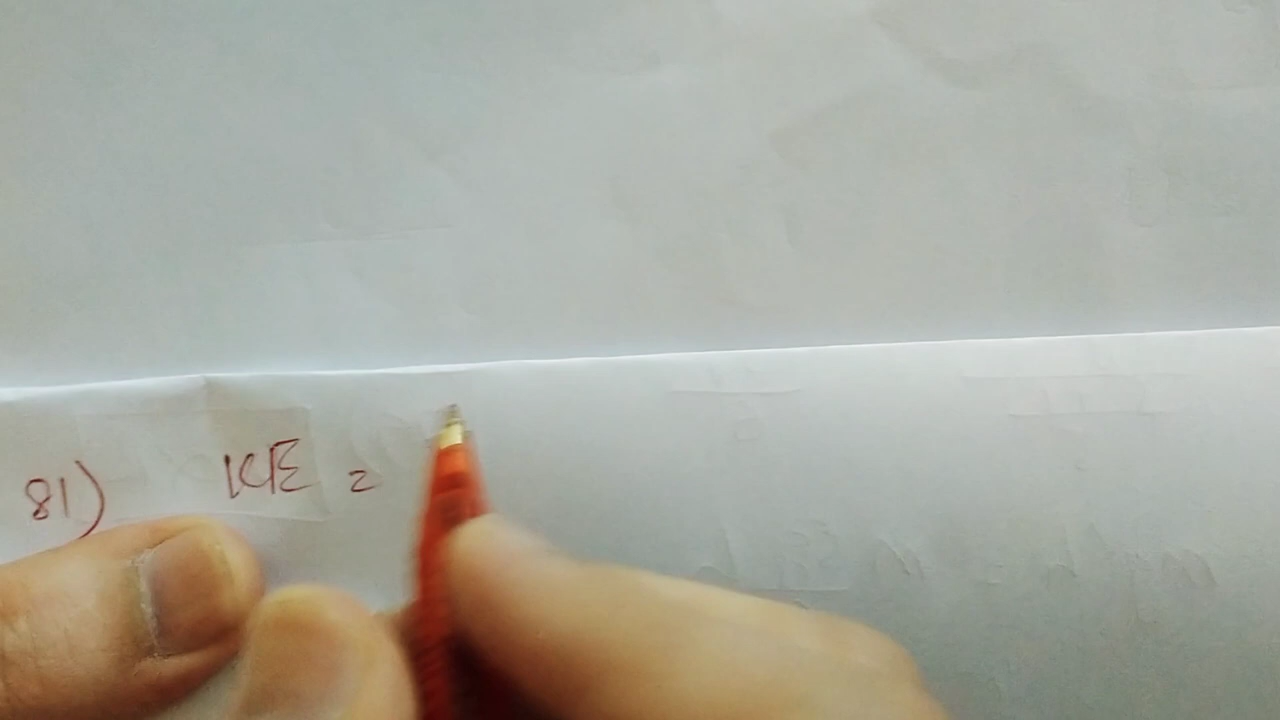 81) KE =